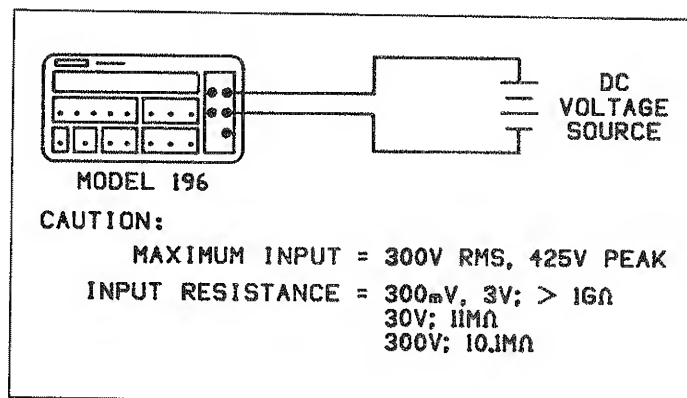 DC
VOLTAGE
SOURCE
MODEL 196
CAUTION:
MAXIMUM INPUT = 300V RMS, 425V PEAK
INPUT RESISTANCE = 300mV, 3V; > 1GΩ
30V; 11MΩ
300V; 10.1MΩ